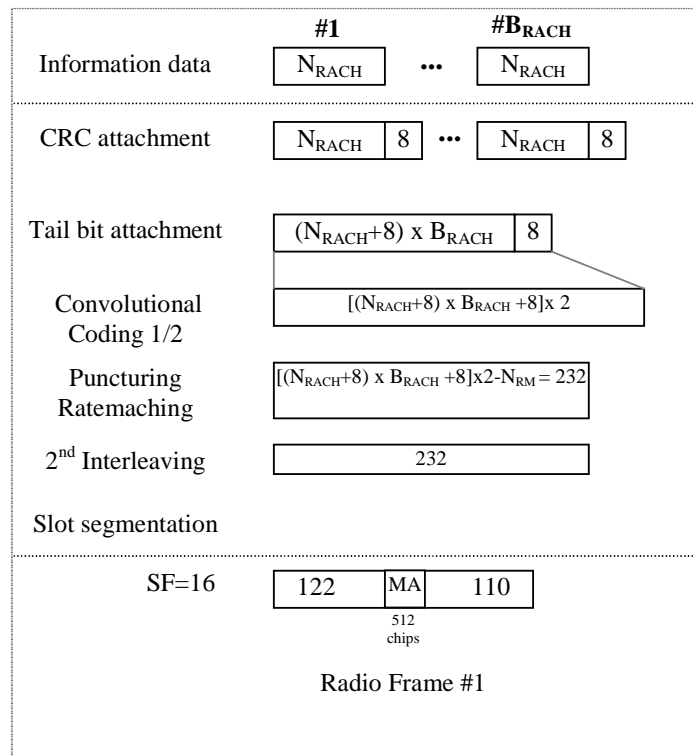 #1 #B_RACH
Information data N_RACH ... N_RACH
CRC attachment N_RACH 8 ... N_RACH 8
Tail bit attachment (N_RACH+8) x B_RACH 8
Convolutional
Coding 1/2
[(N_RACH+8) x B_RACH +8]x 2
Puncturing
Ratemaching
[(N_RACH+8) x B_RACH +8]x2-N_RM = 232
2nd Interleaving 232
Slot segmentation
SF=16 122 MA 110
512
chips
Radio Frame #1